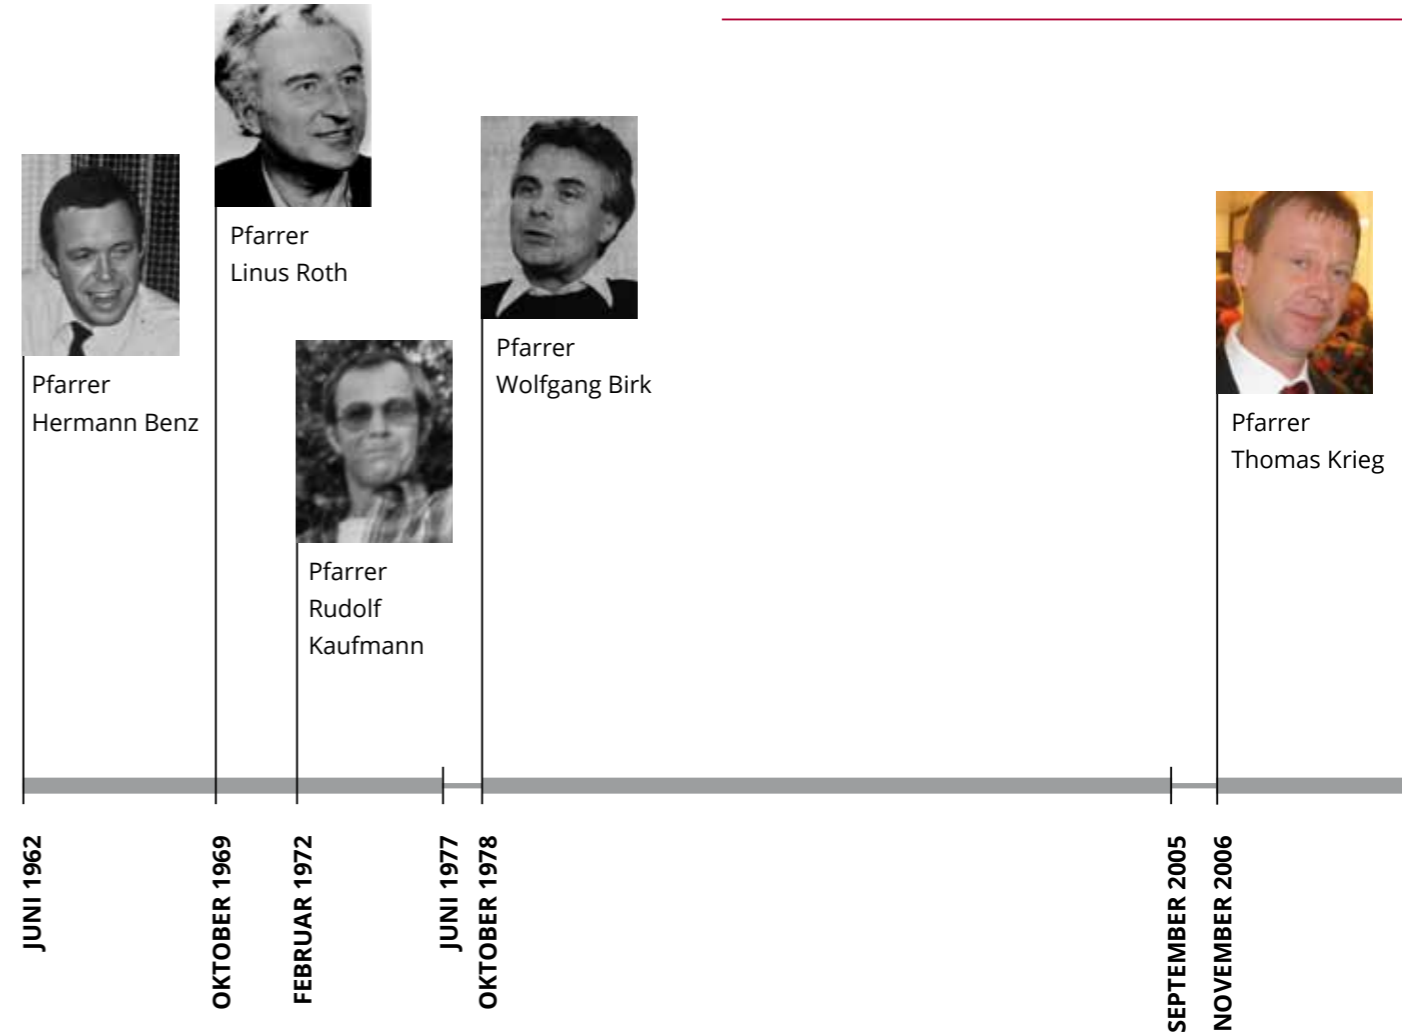 Pfarrer
Linus Roth
Pfarrer
Wolfgang Birk
Pfarrer
Hermann Benz
Pfarrer
Thomas Krieg
Pfarrer
Rudolf
Kaufmann
JUNI 1962
OKTOBER 1969
FEBRUAR 1972
JUNI 1977
OKTOBER 1978
SEPTEMBER 2005
NOVEMBER 2006